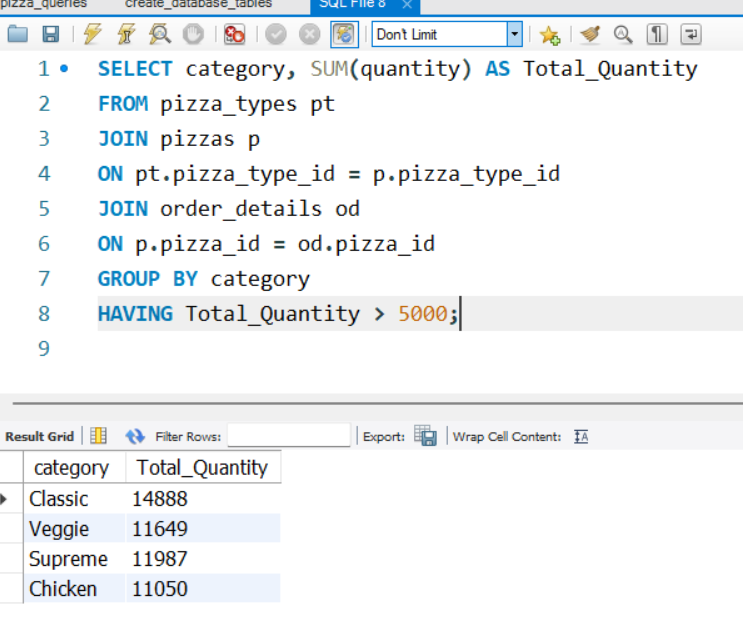 pizza_queries create_database_tables SQL File 8 ×
Don't Limit
1 SELECT category, SUM(quantity) AS Total_Quantity
2 FROM pizza_types pt
3 JOIN pizzas p
4 ON pt.pizza_type_id = p.pizza_type_id
5 JOIN order_details od
6 ON p.pizza_id = od.pizza_id
7 GROUP BY category
8 HAVING Total_Quantity > 5000;
9
Result Grid Filter Rows: Export: Wrap Cell Content: IA
category Total_Quantity
Classic 14888
Veggie 11649
Supreme 11987
Chicken 11050